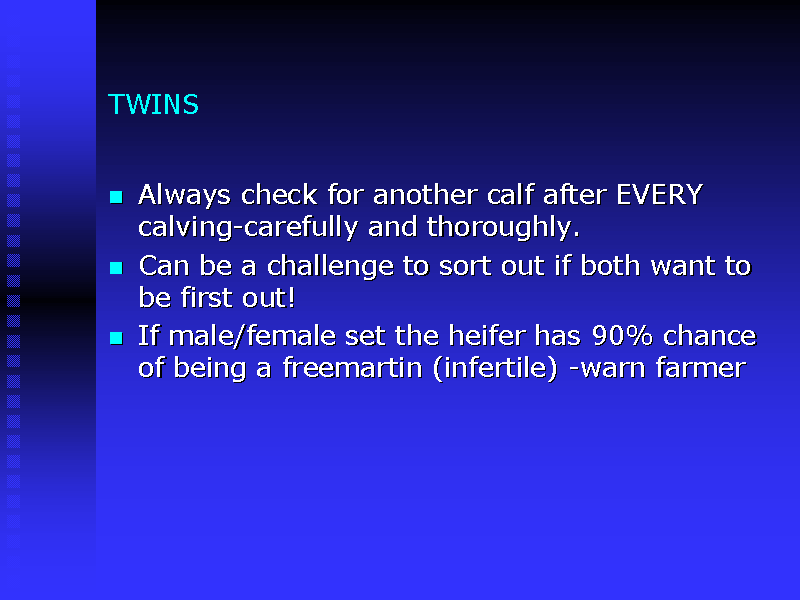 TWINS
Always check for another calf after EVERY
calving-carefully and thoroughly.
Can be a challenge to sort out if both want to
be first out!
If male/female set the heifer has 90% chance
of being a freemartin (infertile) -warn farmer